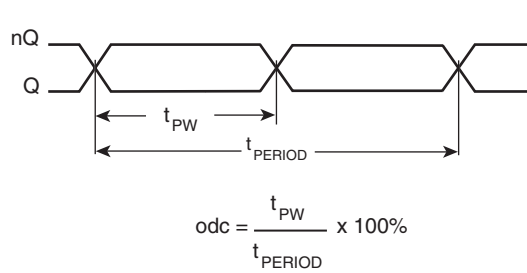 nQ
Q
tPW
tPERIOD
odc = tPW / tPERIOD x 100%